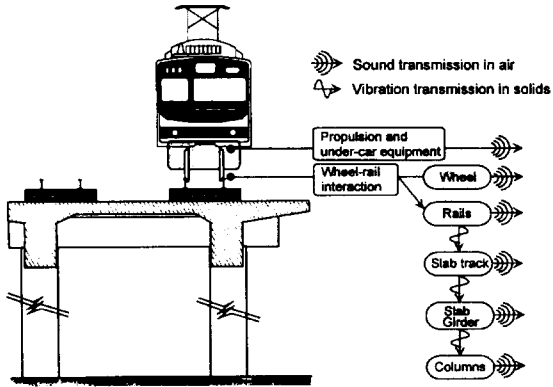 Sound transmission in air
Vibration transmission in solids
Propulsion and
under-car equipment
Wheel-rail
interaction
Wheel
Rails
Slab track
Slab
Girder
Columns